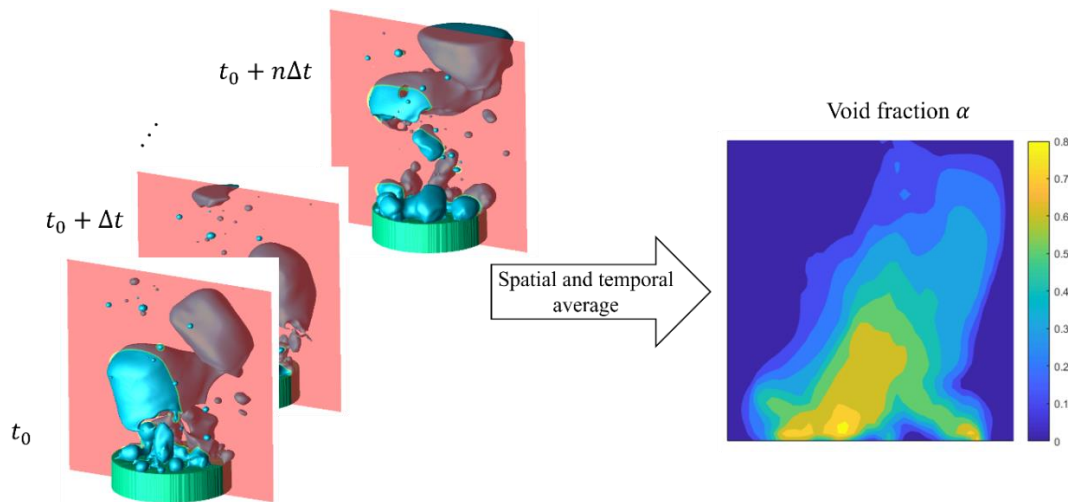 t₀ + nΔt
⋰
t₀ + Δt
t₀
Spatial and temporal
average
Void fraction α
0.8
0.7
0.6
0.5
0.4
0.3
0.2
0.1
0